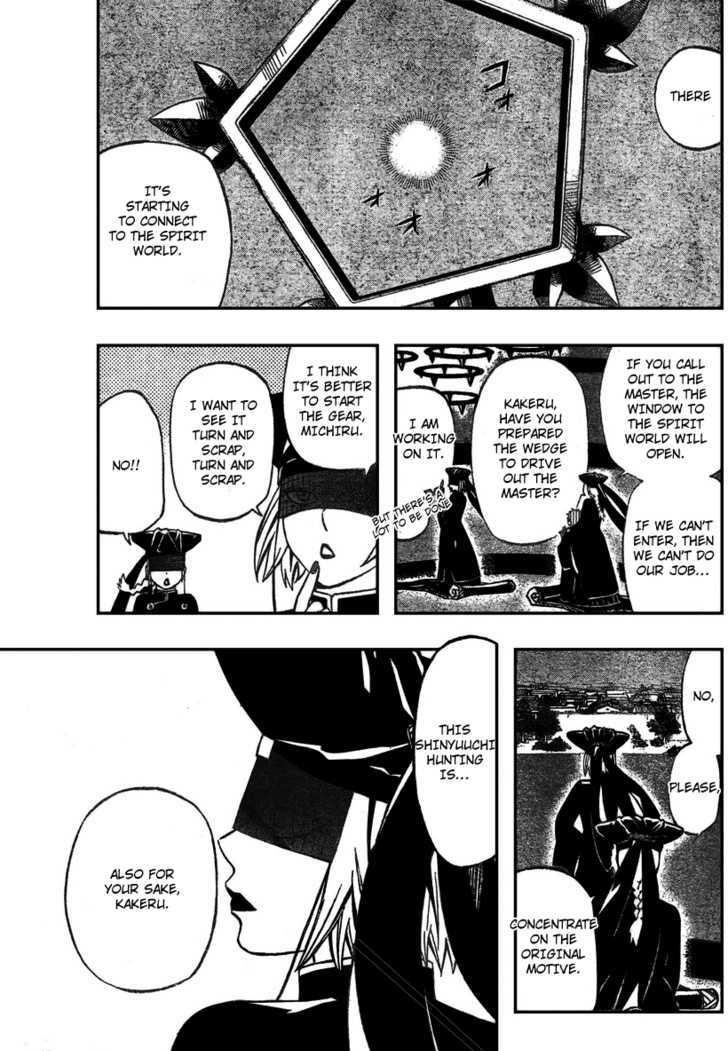 THERE
コ
オ
オ
オ
IT'S
STARTING
TO CONNECT
TO THE SPIRIT
WORLD.
IF YOU CALL
OUT TO THE
MASTER, THE
WINDOW TO
THE SPIRIT
WORLD WILL
OPEN.
IF WE CAN'T
ENTER, THEN
WE CAN'T DO
OUR JOB...
KAKERU,
HAVE YOU
PREPARED
THE WEDGE
TO DRIVE
OUT THE
MASTER?
I AM
WORKING
ON IT.
BUT THERE'S A
LOT TO BE DONE
I THINK
IT'S BETTER
TO START
THE GEAR,
MICHIRU.
I WANT TO
SEE IT
TURN AND
SCRAP,
TURN AND
SCRAP.
NO!!
NO,
PLEASE,
CONCENTRATE
ON THE
ORIGINAL
MOTIVE.
THIS
SHINYUUCHI
HUNTING
IS...
ALSO FOR
YOUR SAKE,
KAKERU.